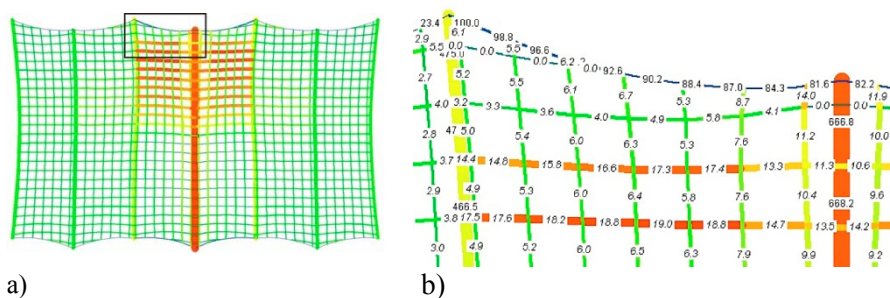 23.4 100.0
6.1 98.8
2.9 5.5 0.0 0.0 5.5 96.6
475.0 0.0 6.2 0.0 92.6 90.2 88.4 87.0 84.3 81.6 82.2
2.7 5.2 5.5 6.1 6.7 5.3 8.7 14.0 11.9
4.0 3.2 3.3 3.6 4.0 4.9 5.8 4.1 0.0 0.0
666.8
2.8 47 5.0 5.4 6.0 6.3 5.3 7.6 11.2 10.0
3.7 14.4 14.8 15.8 16.6 17.3 17.4 13.3 11.3 10.6
2.9 4.9 5.3 6.0 6.4 5.8 7.6 10.4 9.6
466.5 668.2
3.8 17.5 17.6 18.2 18.8 19.0 18.8 14.7 13.5 14.2
3.0 4.9 5.2 6.0 6.5 6.3 7.9 9.9 9.2
a) b)